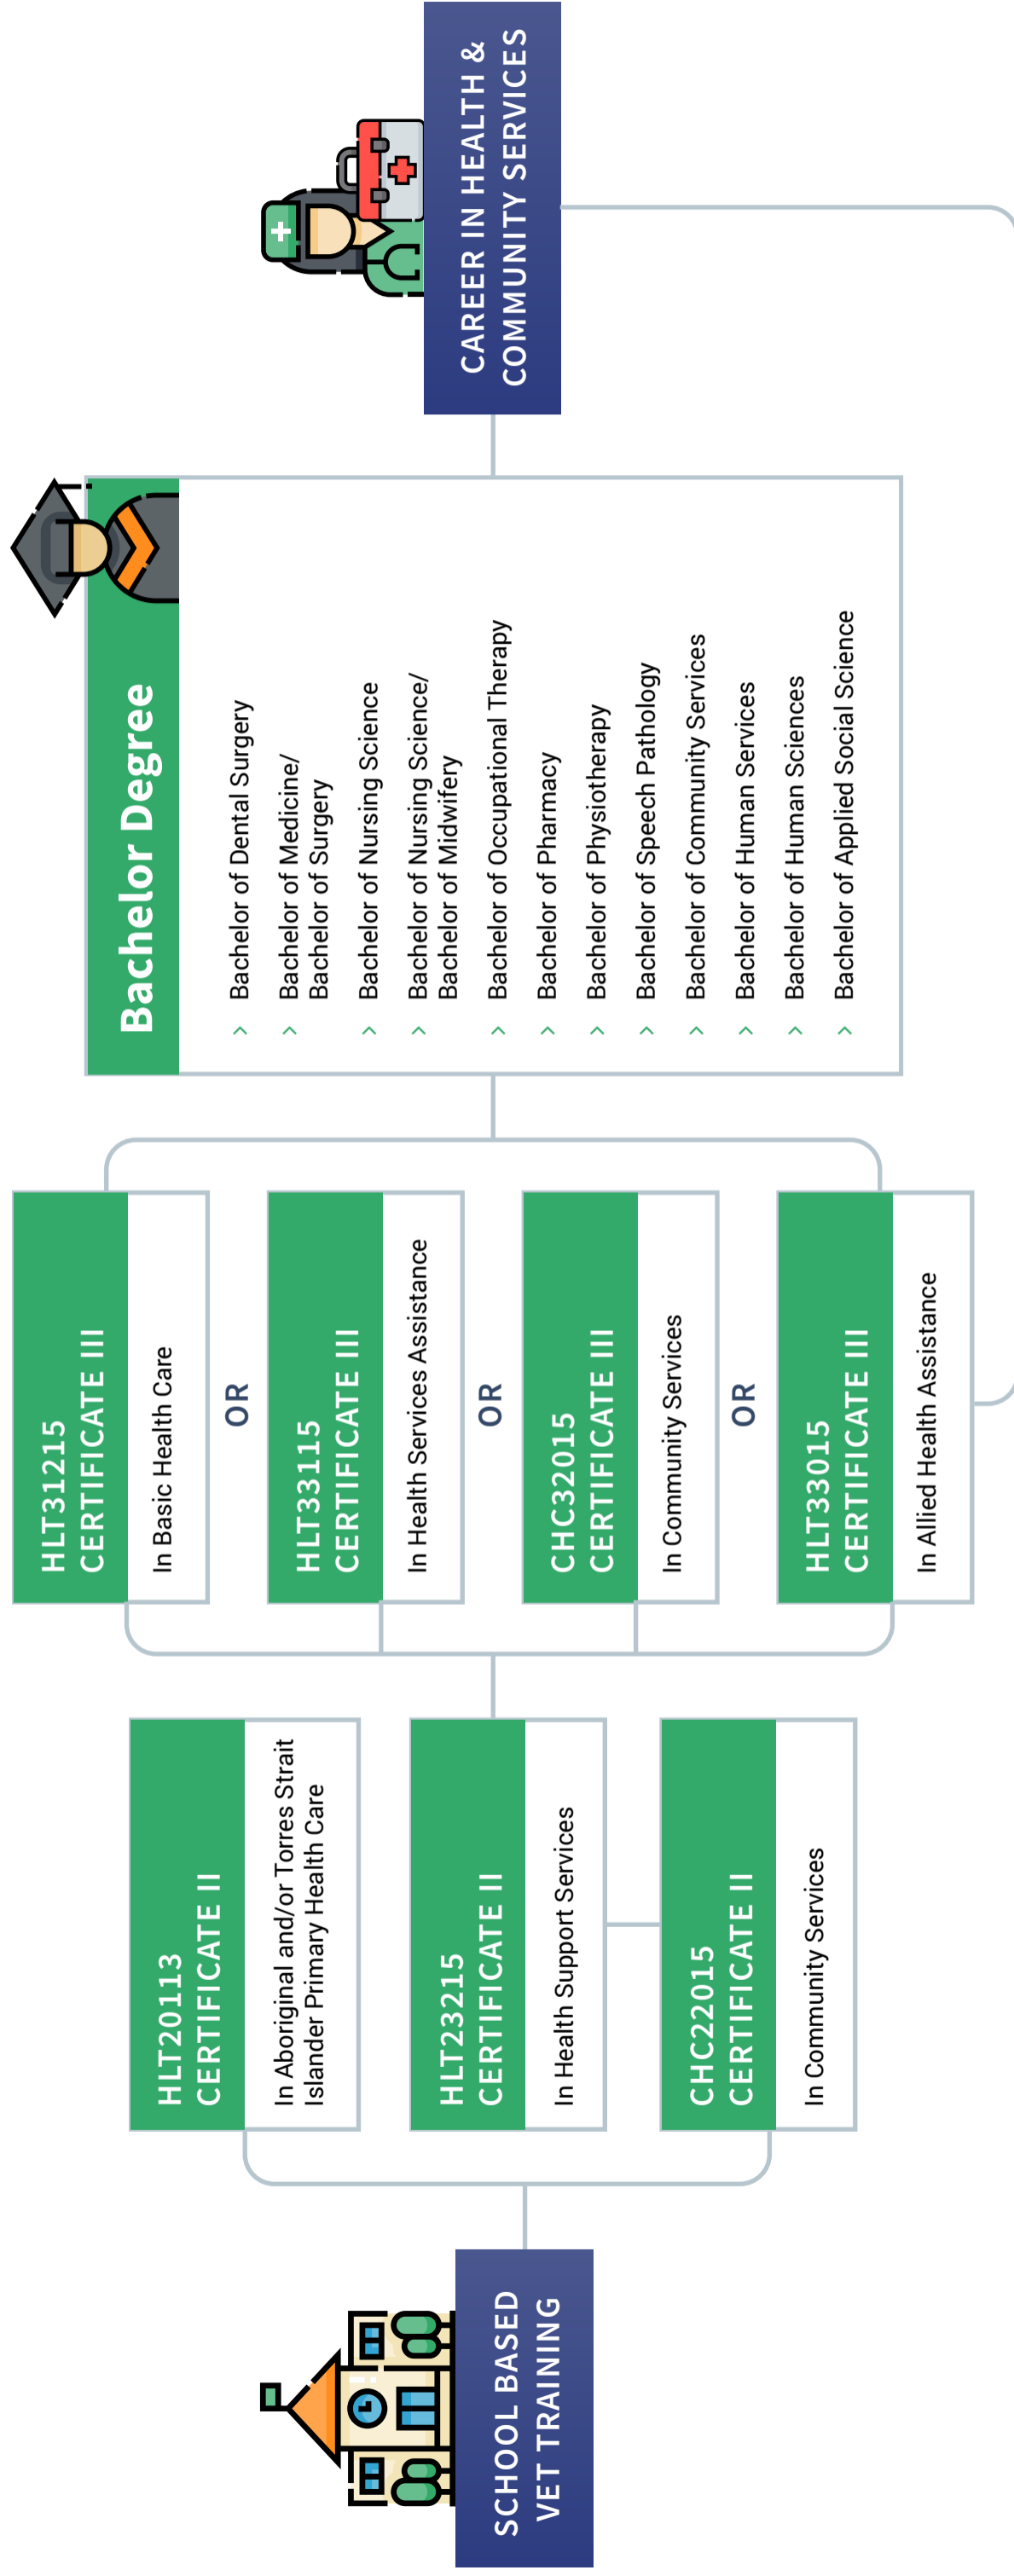 SCHOOL BASED
VET TRAINING
HLT20113
CERTIFICATE II
In Aboriginal and/or Torres Strait
Islander Primary Health Care
HLT23215
CERTIFICATE II
In Health Support Services
CHC22015
CERTIFICATE II
In Community Services
HLT31215
CERTIFICATE III
In Basic Health Care
OR
HLT33115
CERTIFICATE III
In Health Services Assistance
OR
CHC32015
CERTIFICATE III
In Community Services
OR
HLT33015
CERTIFICATE III
In Allied Health Assistance
Bachelor Degree
> Bachelor of Dental Surgery
> Bachelor of Medicine/
Bachelor of Surgery
> Bachelor of Nursing Science
> Bachelor of Nursing Science/
Bachelor of Midwifery
> Bachelor of Occupational Therapy
> Bachelor of Pharmacy
> Bachelor of Physiotherapy
> Bachelor of Speech Pathology
> Bachelor of Community Services
> Bachelor of Human Services
> Bachelor of Human Sciences
> Bachelor of Applied Social Science
CAREER IN HEALTH &
COMMUNITY SERVICES